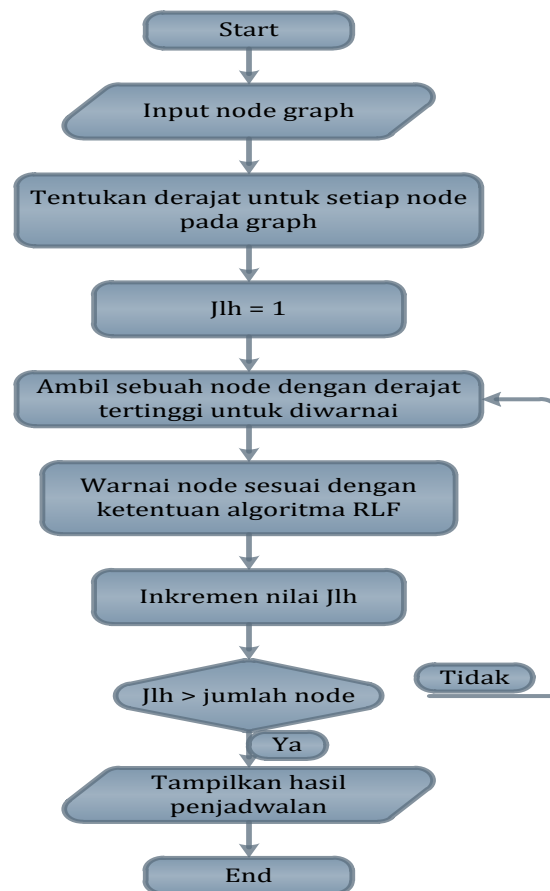 Start
Input node graph
Tentukan derajat untuk setiap node
pada graph
Jlh = 1
Ambil sebuah node dengan derajat
tertinggi untuk diwarnai
Warnai node sesuai dengan
ketentuan algoritma RLF
Inkremen nilai Jlh
Jlh > jumlah node
Tidak
Ya
Tampilkan hasil
penjadwalan
End